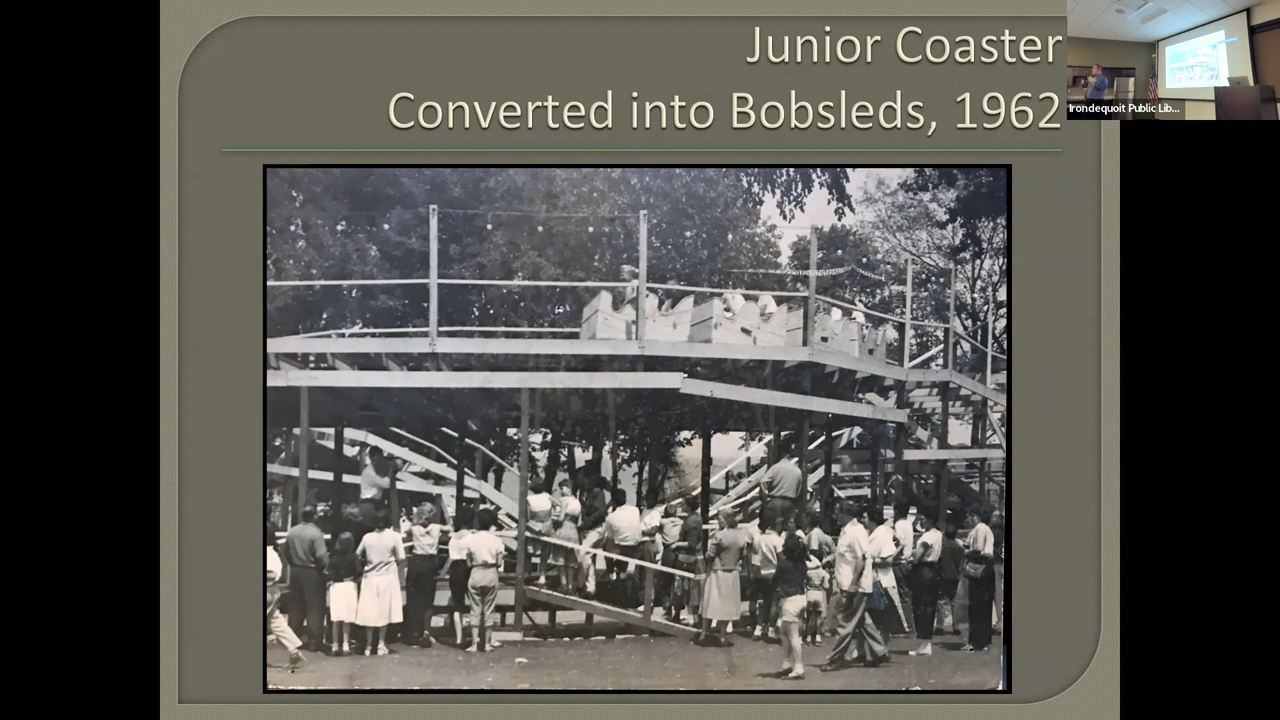 Junior Coaster
Converted into Bobsleds, 1962
Irondequoit Public Lib...